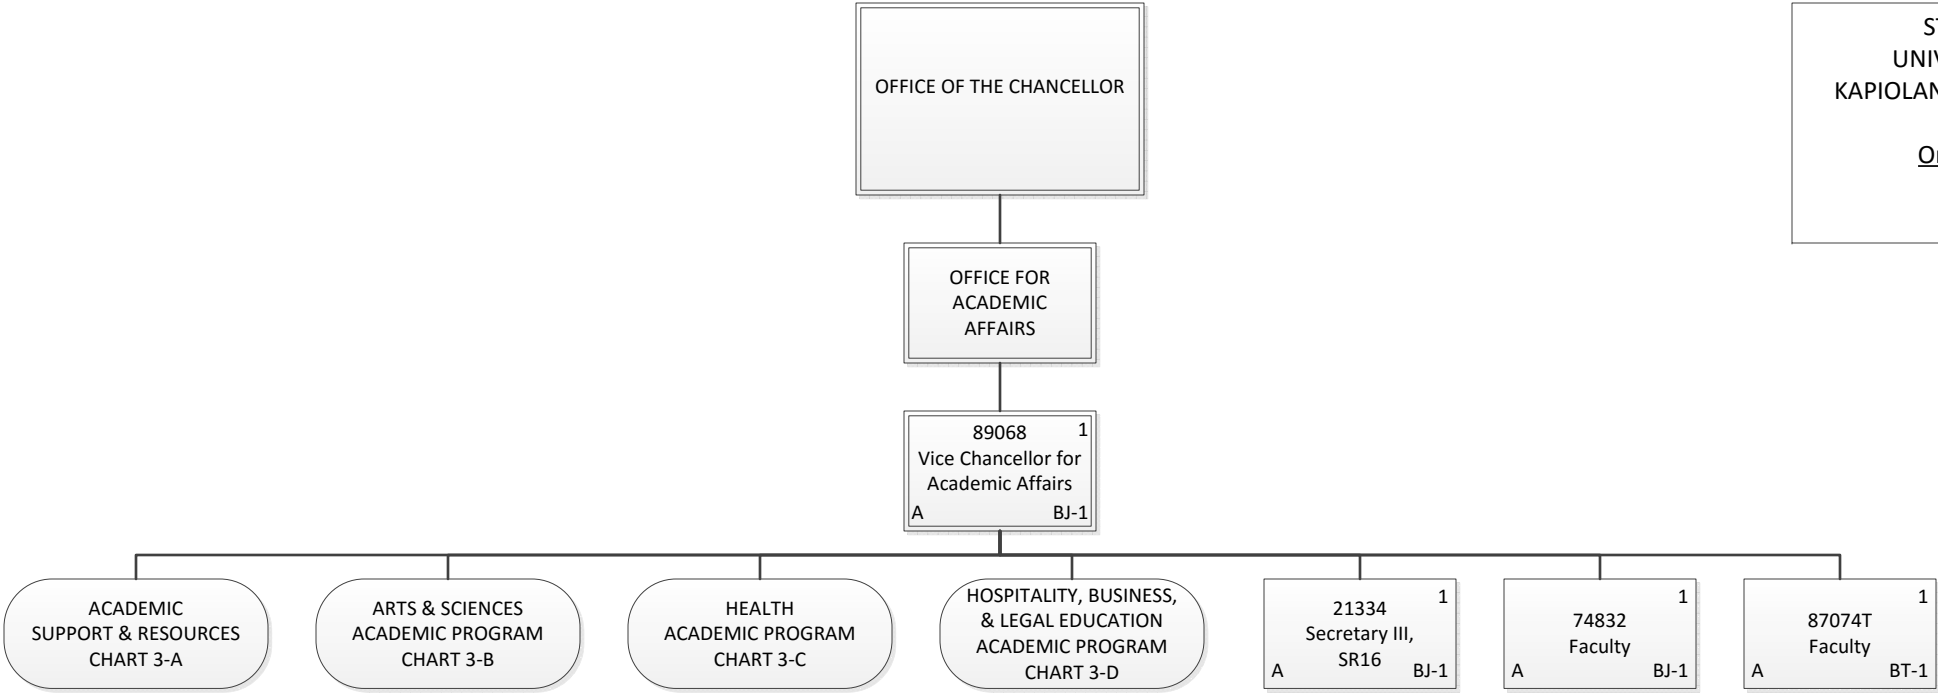 OFFICE OF THE CHANCELLOR
KAPIOLAN
OFFICE FOR
ACADEMIC
AFFAIRS
89068 1
Vice Chancellor for
Academic Affairs
A BJ-1
ACADEMIC
SUPPORT & RESOURCES
CHART 3-A
ARTS & SCIENCES
ACADEMIC PROGRAM
CHART 3-B
HEALTH
ACADEMIC PROGRAM
CHART 3-C
HOSPITALITY, BUSINESS,
& LEGAL EDUCATION
ACADEMIC PROGRAM
CHART 3-D
1
21334
Secretary III,
SR16
A BJ-1
1
74832
Faculty
A BJ-1
1
87074T
Faculty
A BT-1